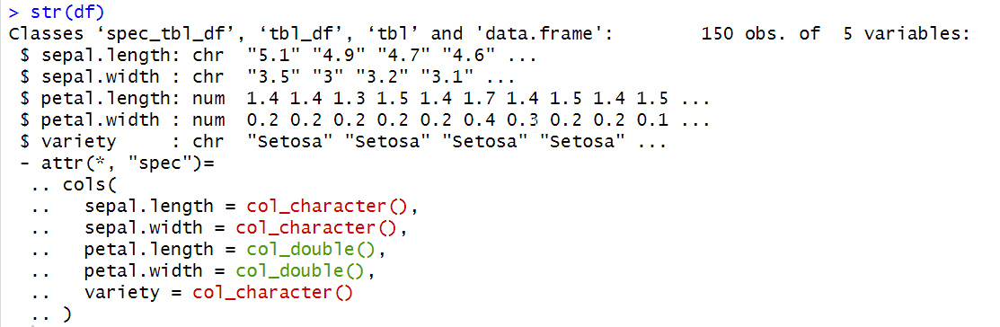 > str(df)
Classes ‘spec_tbl_df’, ‘tbl_df’, ‘tbl’ and 'data.frame':	150 obs. of  5 variables:
 $ sepal.length: chr  "5.1" "4.9" "4.7" "4.6" ...
 $ sepal.width : chr  "3.5" "3" "3.2" "3.1" ...
 $ petal.length: num  1.4 1.4 1.3 1.5 1.4 1.7 1.4 1.5 1.4 1.5 ...
 $ petal.width : num  0.2 0.2 0.2 0.2 0.2 0.4 0.3 0.2 0.2 0.1 ...
 $ variety     : chr  "Setosa" "Setosa" "Setosa" "Setosa" ...
 - attr(*, "spec")=
  .. cols(
  ..   sepal.length = col_character(),
  ..   sepal.width = col_character(),
  ..   petal.length = col_double(),
  ..   petal.width = col_double(),
  ..   variety = col_character()
  .. )